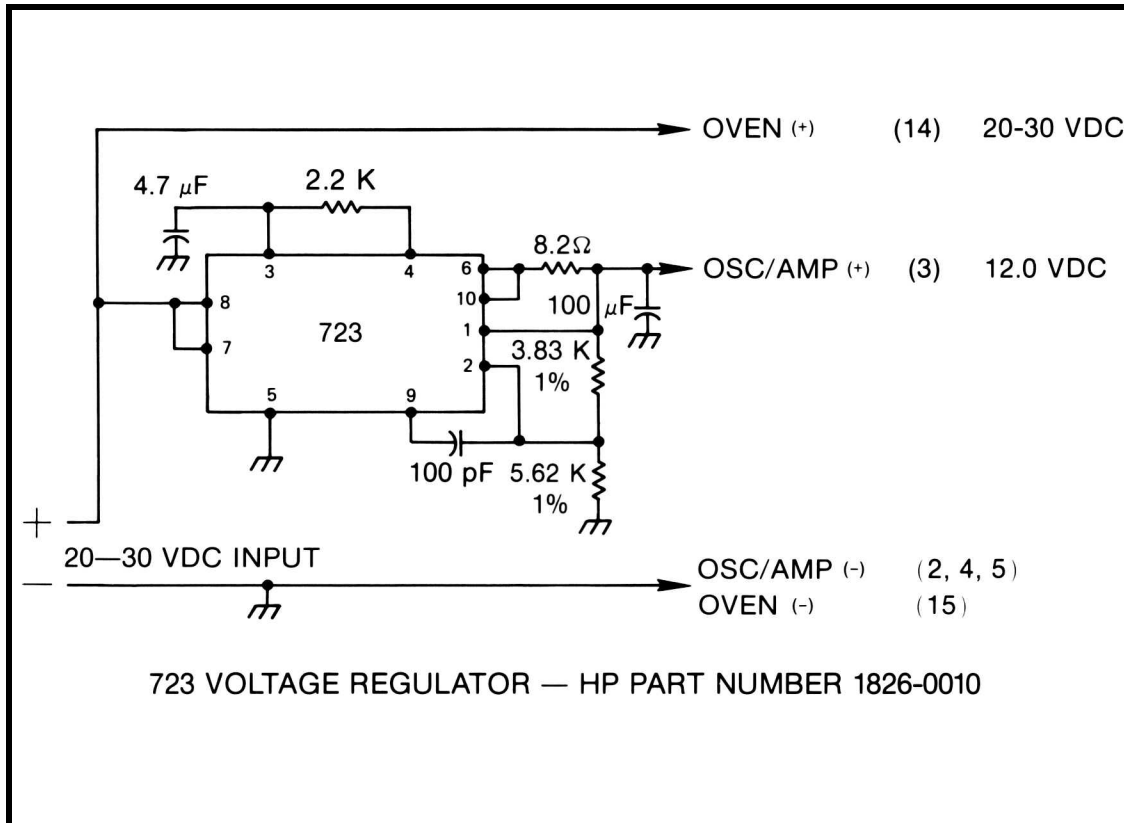 OVEN (+) (14) 20-30 VDC
4.7 μF
2.2 K
8.2Ω
OSC/AMP (+) (3) 12.0 VDC
3
4
6
8
10
100 μF
723
1
7
2
3.83 K
1%
5
9
100 pF
5.62 K
1%
+
20—30 VDC INPUT
—
OSC/AMP (-) (2, 4, 5)
OVEN (-) (15)
723 VOLTAGE REGULATOR — HP PART NUMBER 1826-0010